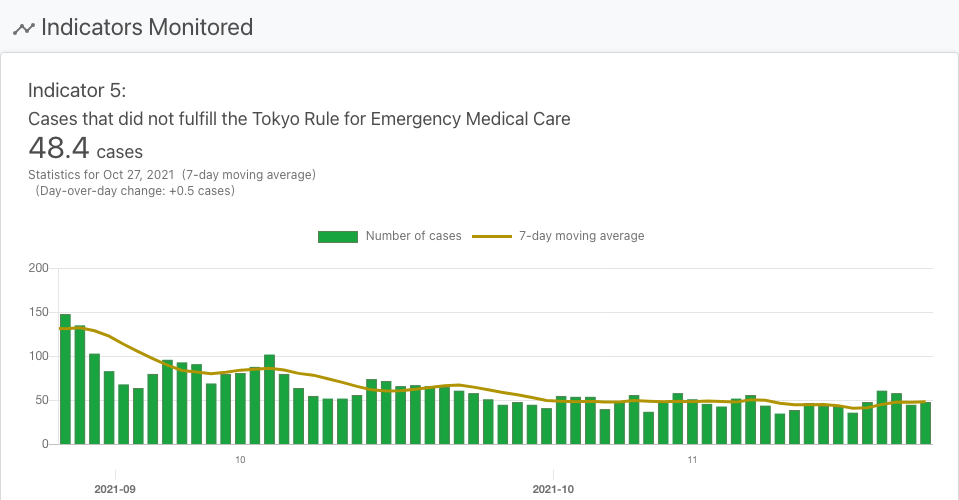 Indicators Monitored
Indicator 5:
Cases that did not fulfill the Tokyo Rule for Emergency Medical Care
48.4 cases
Statistics for Oct 27, 2021 (7-day moving average)
(Day-over-day change: +0.5 cases)
Number of cases 7-day moving average
200
150
100
50
0
10 11
2021-09 2021-10